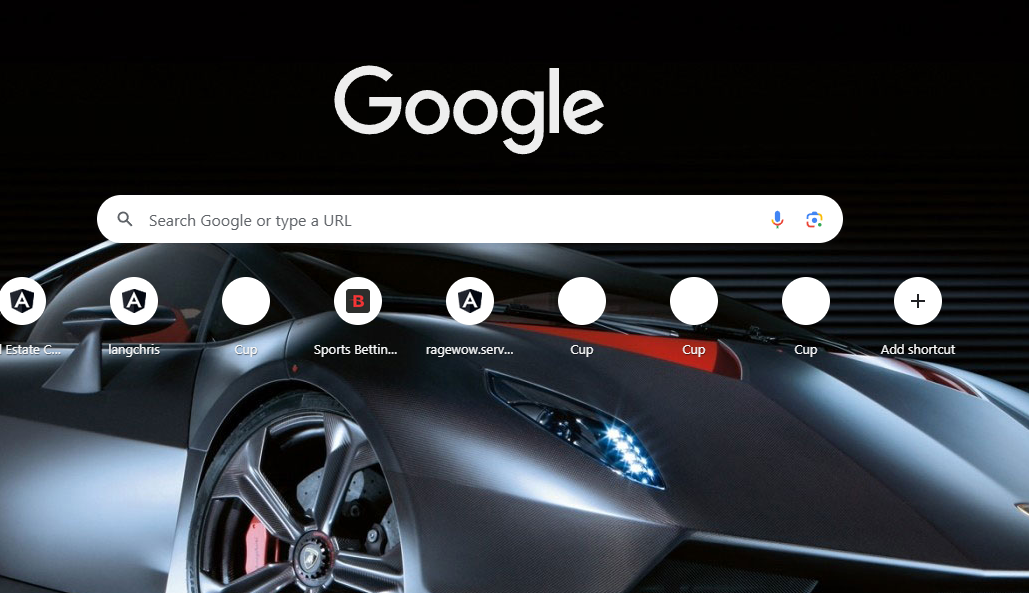 Google
Search Google or type a URL
l Estate C...
langchris
Cup
Sports Bettin...
ragewow.serv...
Cup
Cup
Cup
Add shortcut
A
A
B
A